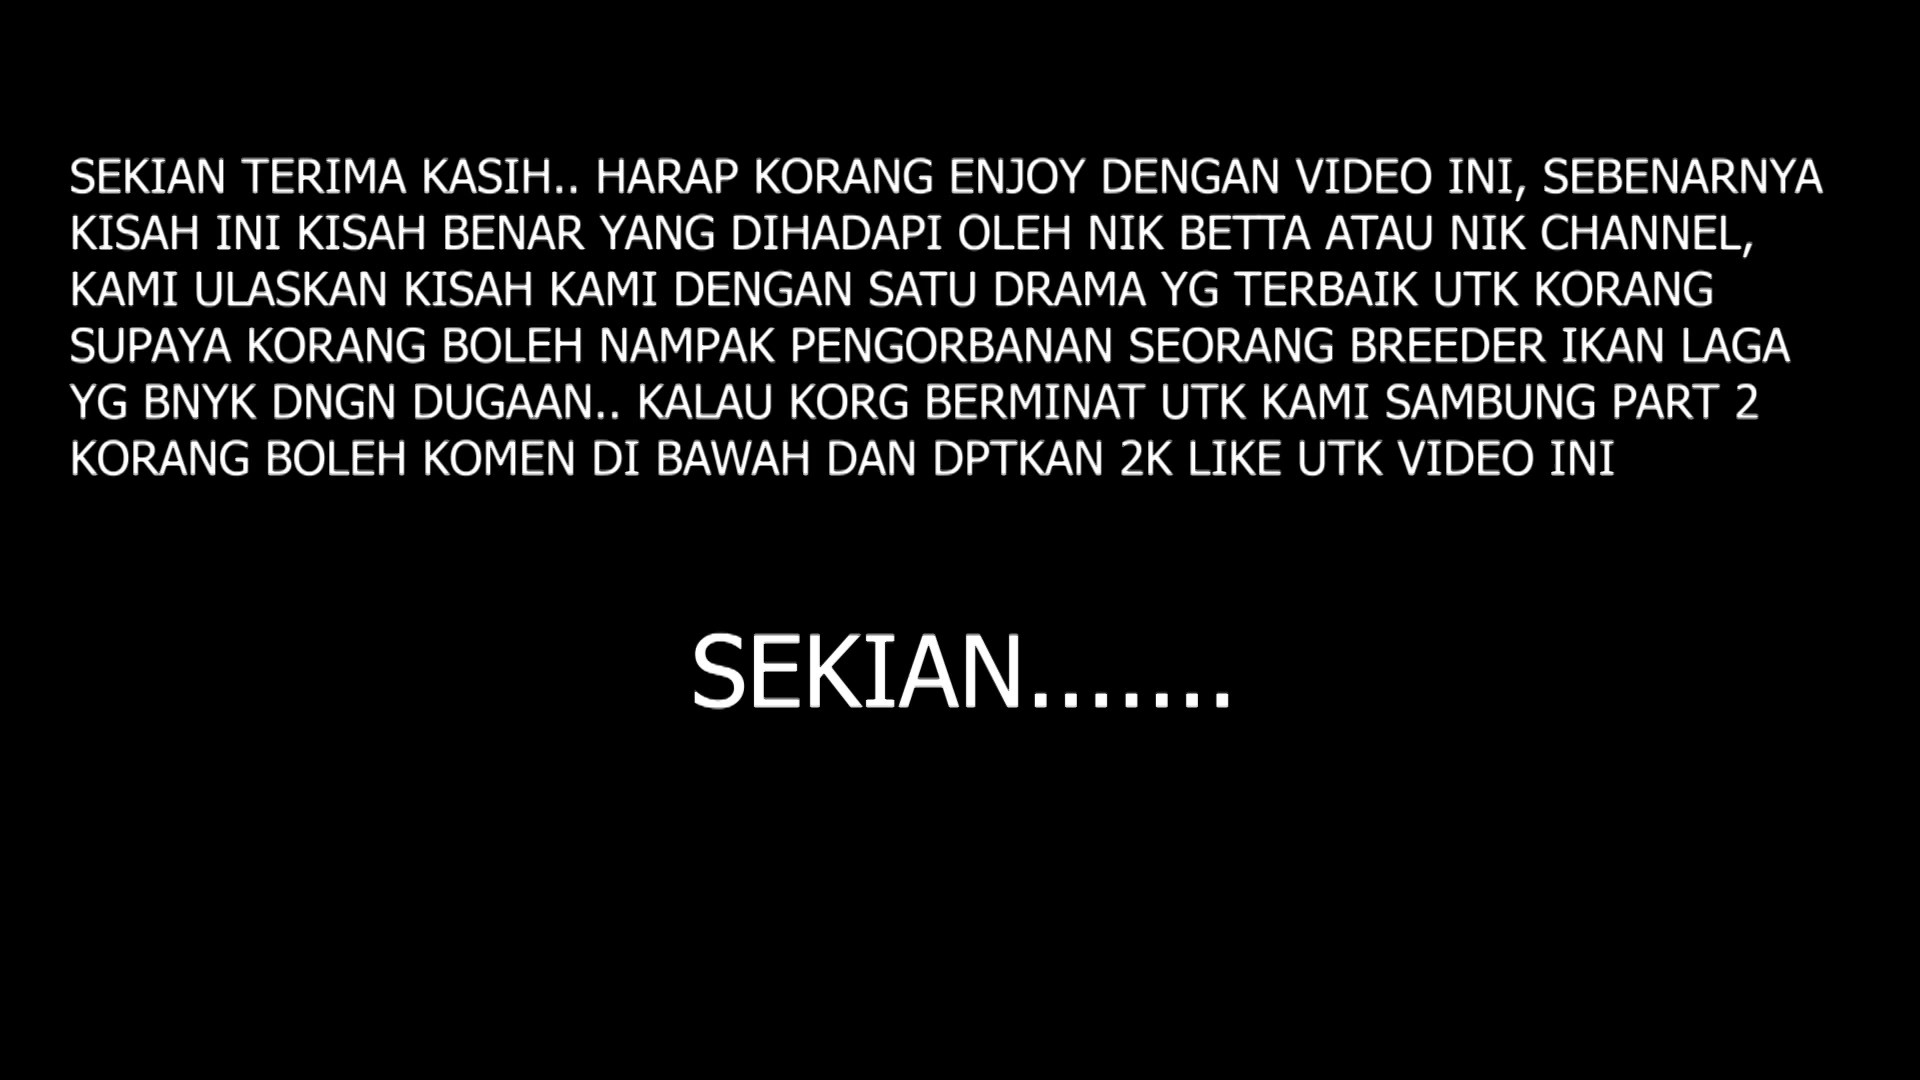 SEKIAN TERIMA KASIH.. HARAP KORANG ENJOY DENGAN VIDEO INI, SEBENARNYA
KISAH INI KISAH BENAR YANG DIHADAPI OLEH NIK BETTA ATAU NIK CHANNEL,
KAMI ULASKAN KISAH KAMI DENGAN SATU DRAMA YG TERBAIK UTK KORANG
SUPAYA KORANG BOLEH NAMPAK PENGORBANAN SEORANG BREEDER IKAN LAGA
YG BNYK DNGN DUGAAN.. KALAU KORG BERMINAT UTK KAMI SAMBUNG PART 2
KORANG BOLEH KOMEN DI BAWAH DAN DPTKAN 2K LIKE UTK VIDEO INI
SEKIAN.......